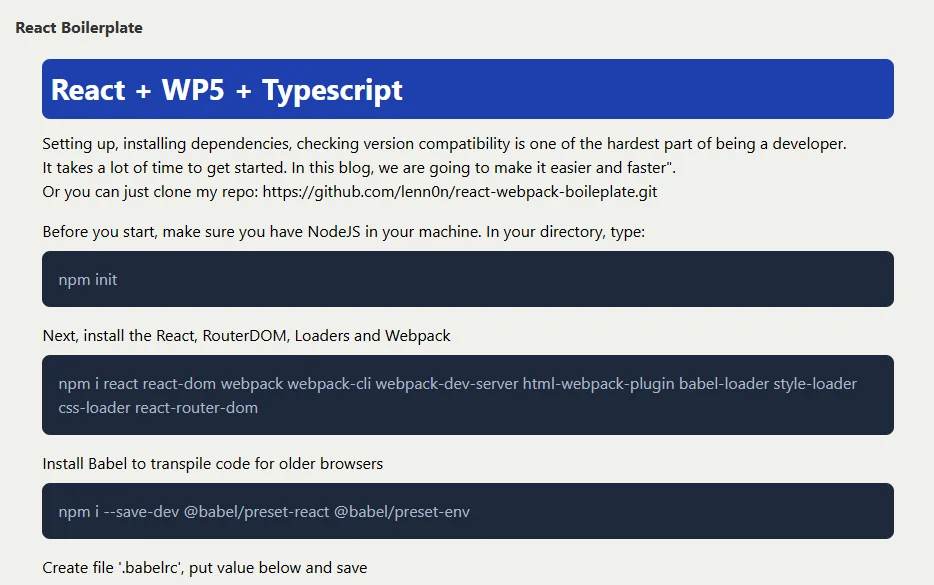 React Boilerplate
React + WP5 + Typescript
Setting up, installing dependencies, checking version compatibility is one of the hardest part of being a developer.
It takes a lot of time to get started. In this blog, we are going to make it easier and faster".
Or you can just clone my repo: https://github.com/lenn0n/react-webpack-boileplate.git
Before you start, make sure you have NodeJS in your machine. In your directory, type:
npm init
Next, install the React, RouterDOM, Loaders and Webpack
npm i react react-dom webpack webpack-cli webpack-dev-server html-webpack-plugin babel-loader style-loader
css-loader react-router-dom
Install Babel to transpile code for older browsers
npm i --save-dev @babel/preset-react @babel/preset-env
Create file '.babelrc', put value below and save